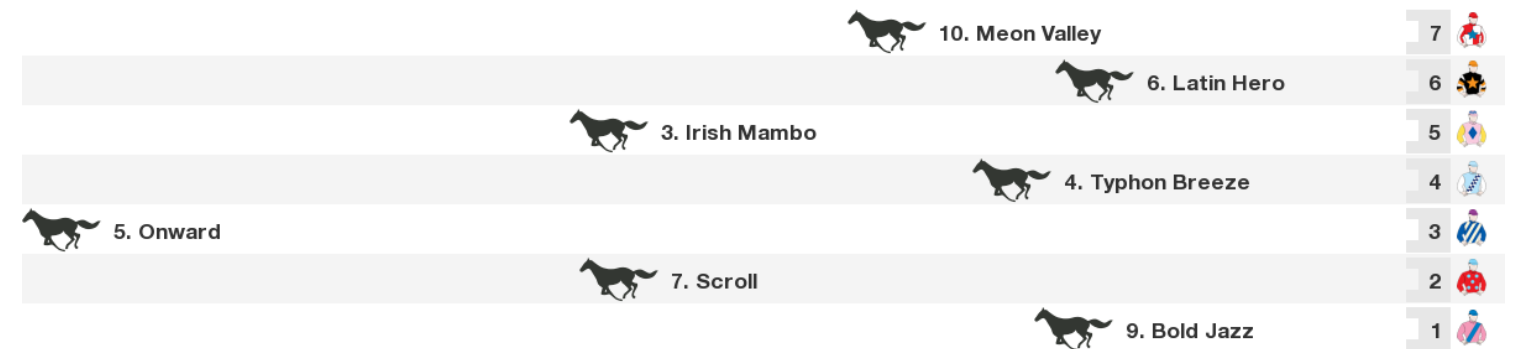 10. Meon Valley 7
6. Latin Hero 6
3. Irish Mambo 5
4. Typhon Breeze 4
5. Onward 3
7. Scroll 2
9. Bold Jazz 1